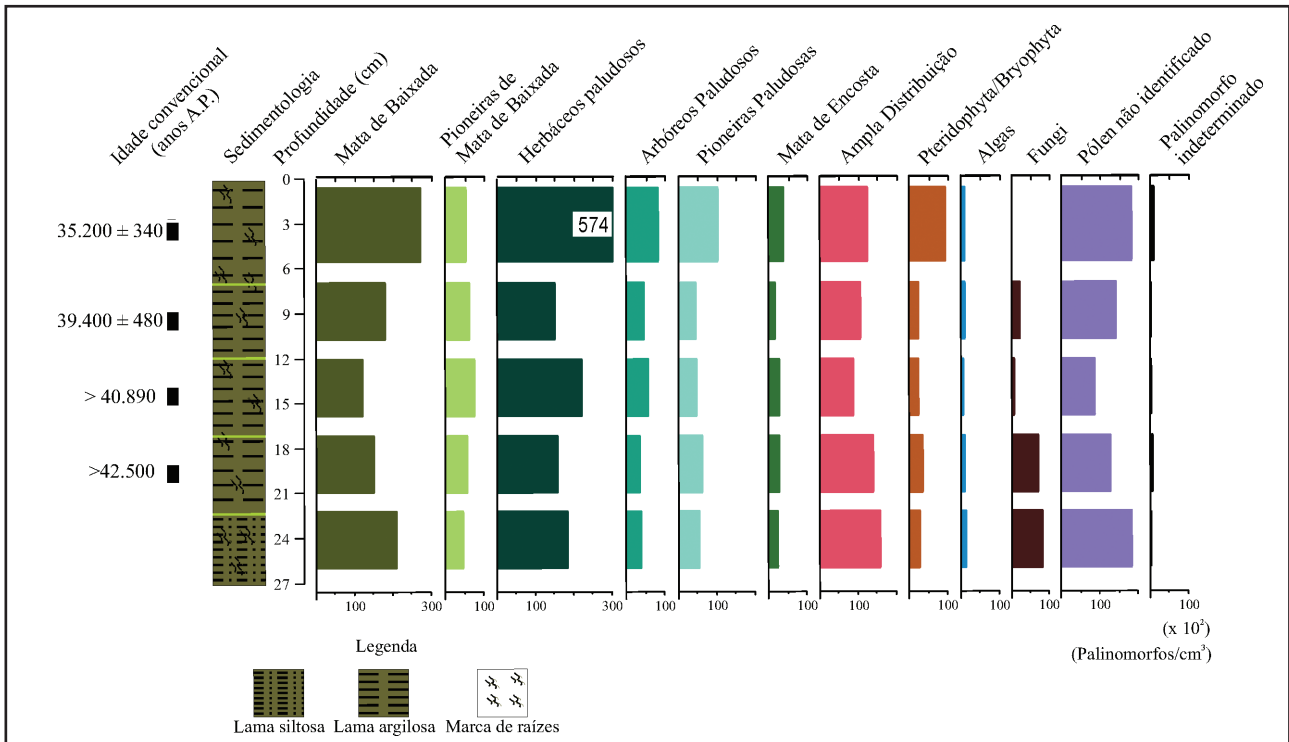 Idade convencional
(anos A.P.)
Sedimentologia
Profundidade (cm)
Mata de Baixada
Pioneiras de
Mata de Baixada
Herbáceos paludosos
Arbóreos Paludosos
Pioneiras Paludosas
Mata de Encosta
Ampla Distribuição
Pteridophyta/Bryophyta
Algas
Fungi
Pólen não identificado
Palinomorfo
indeterminado
0
35.200 ± 340
3
574
6
39.400 ± 480
9
12
> 40.890
15
18
>42.500
21
24
27
100 300 100 100 300 100 100 100 100 100 100 100 100 100
(x 10²)
(Palinomorfos/cm³)
Legenda
Lama siltosa Lama argilosa Marca de raízes